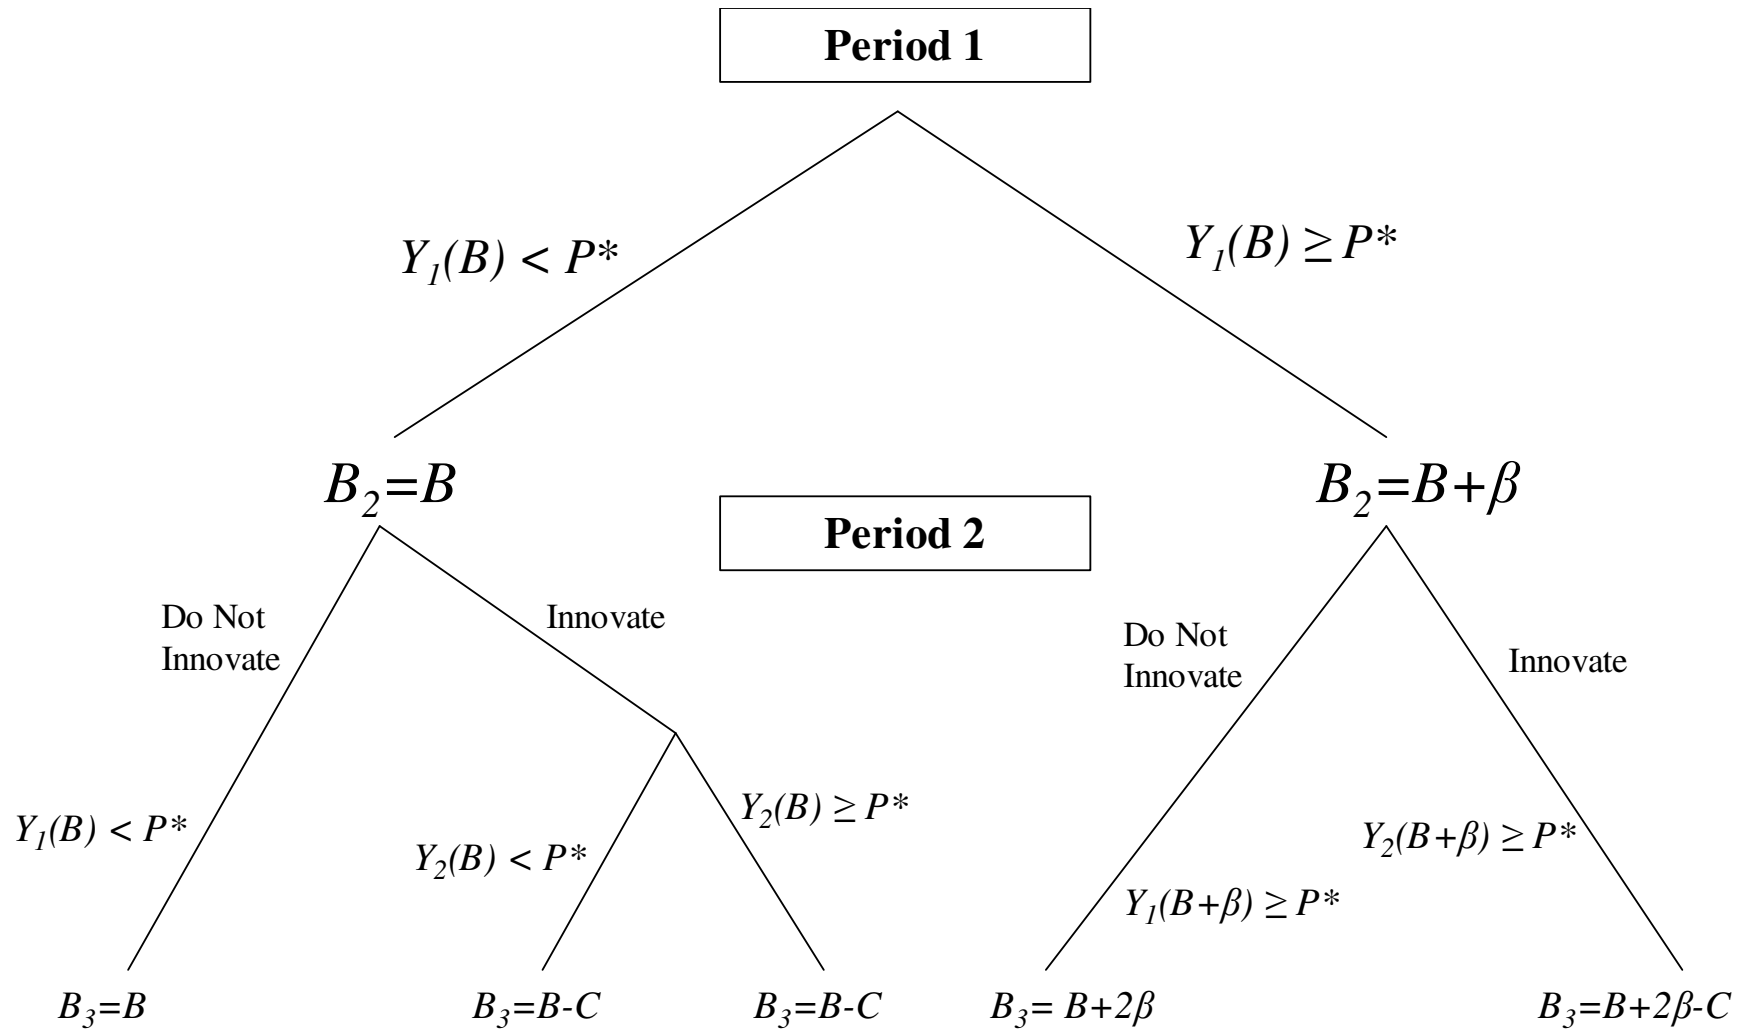 Period 1
Y₁(B) < P*
Y₁(B) ≥ P*
B₂=B
B₂=B+β
Period 2
Do Not
Innovate
Innovate
Do Not
Innovate
Innovate
Y₁(B) < P*
Y₂(B) < P*
Y₂(B) ≥ P*
Y₁(B+β) ≥ P*
Y₂(B+β) ≥ P*
B₃=B
B₃=B-C
B₃=B-C
B₃= B+2β
B₃=B+2β-C